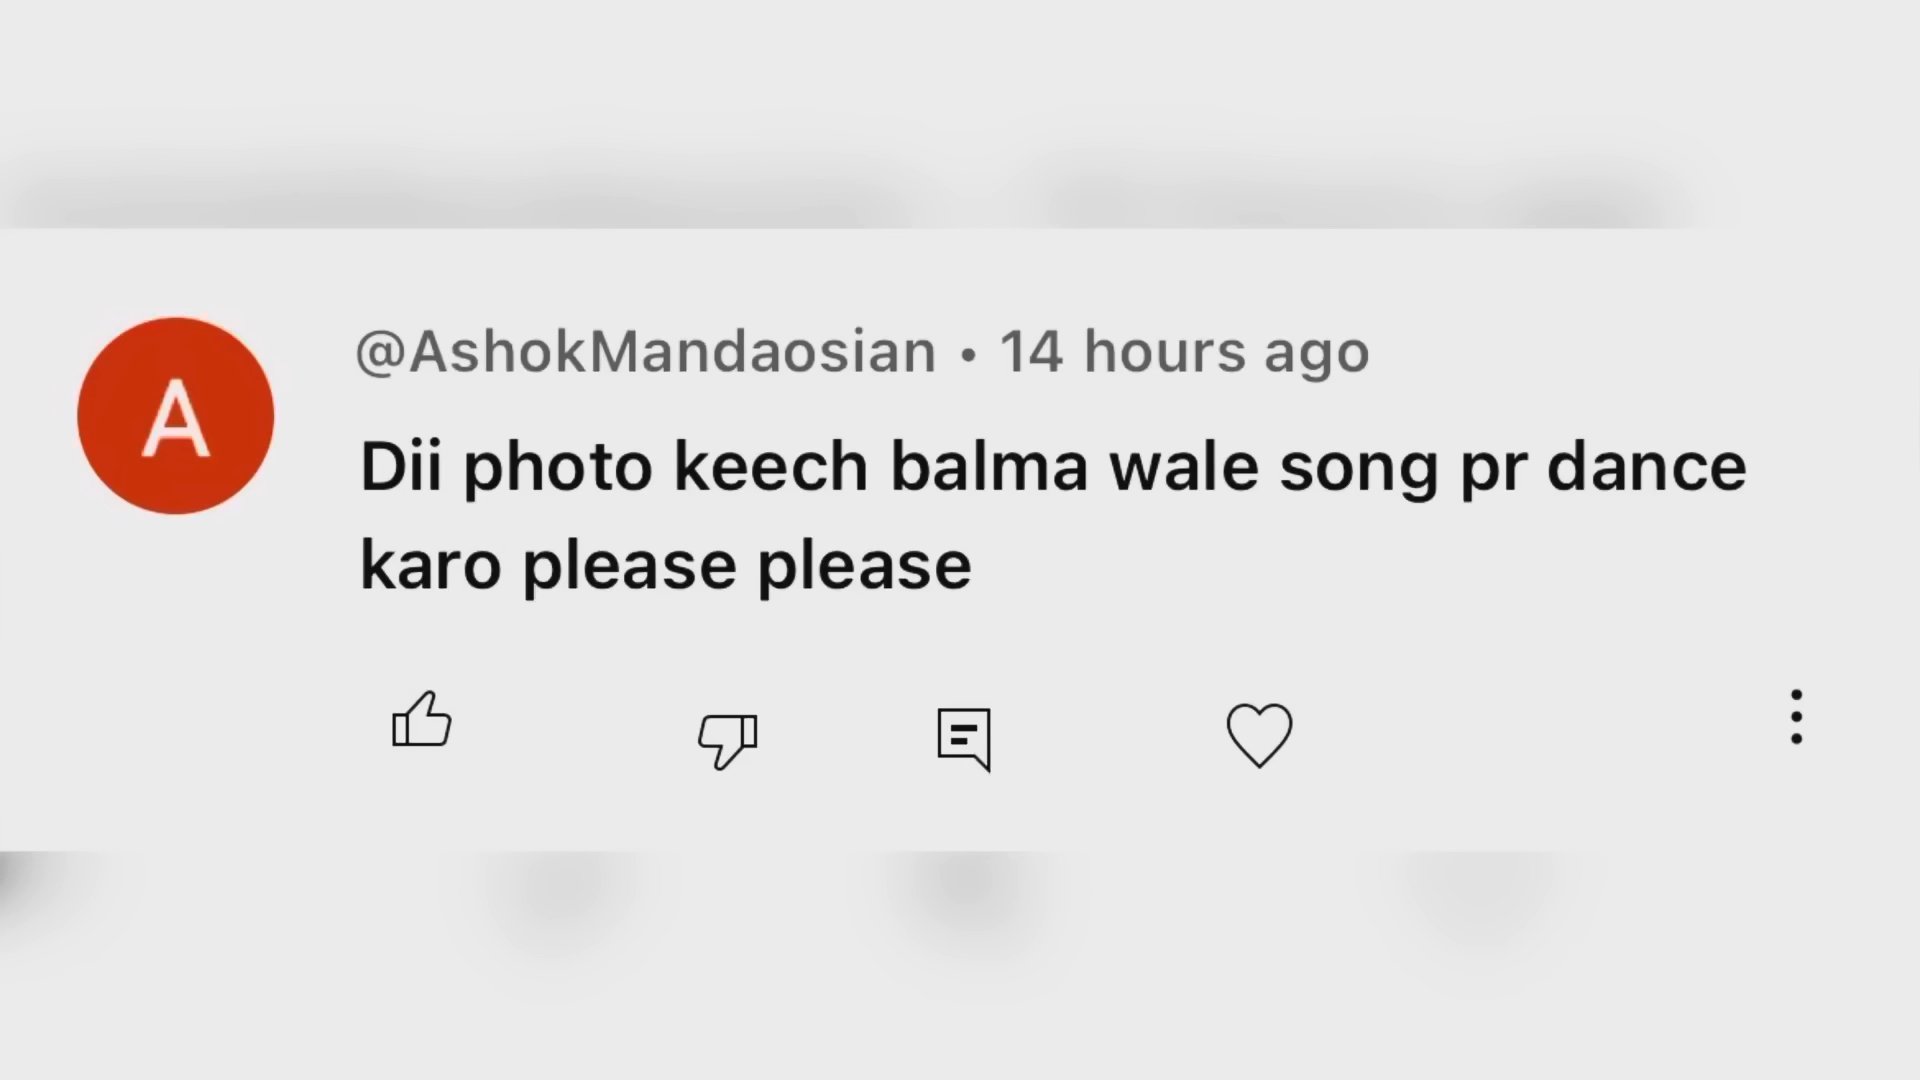 A
@AshokMandaosian • 14 hours ago
Dii photo keech balma wale song pr dance
karo please please